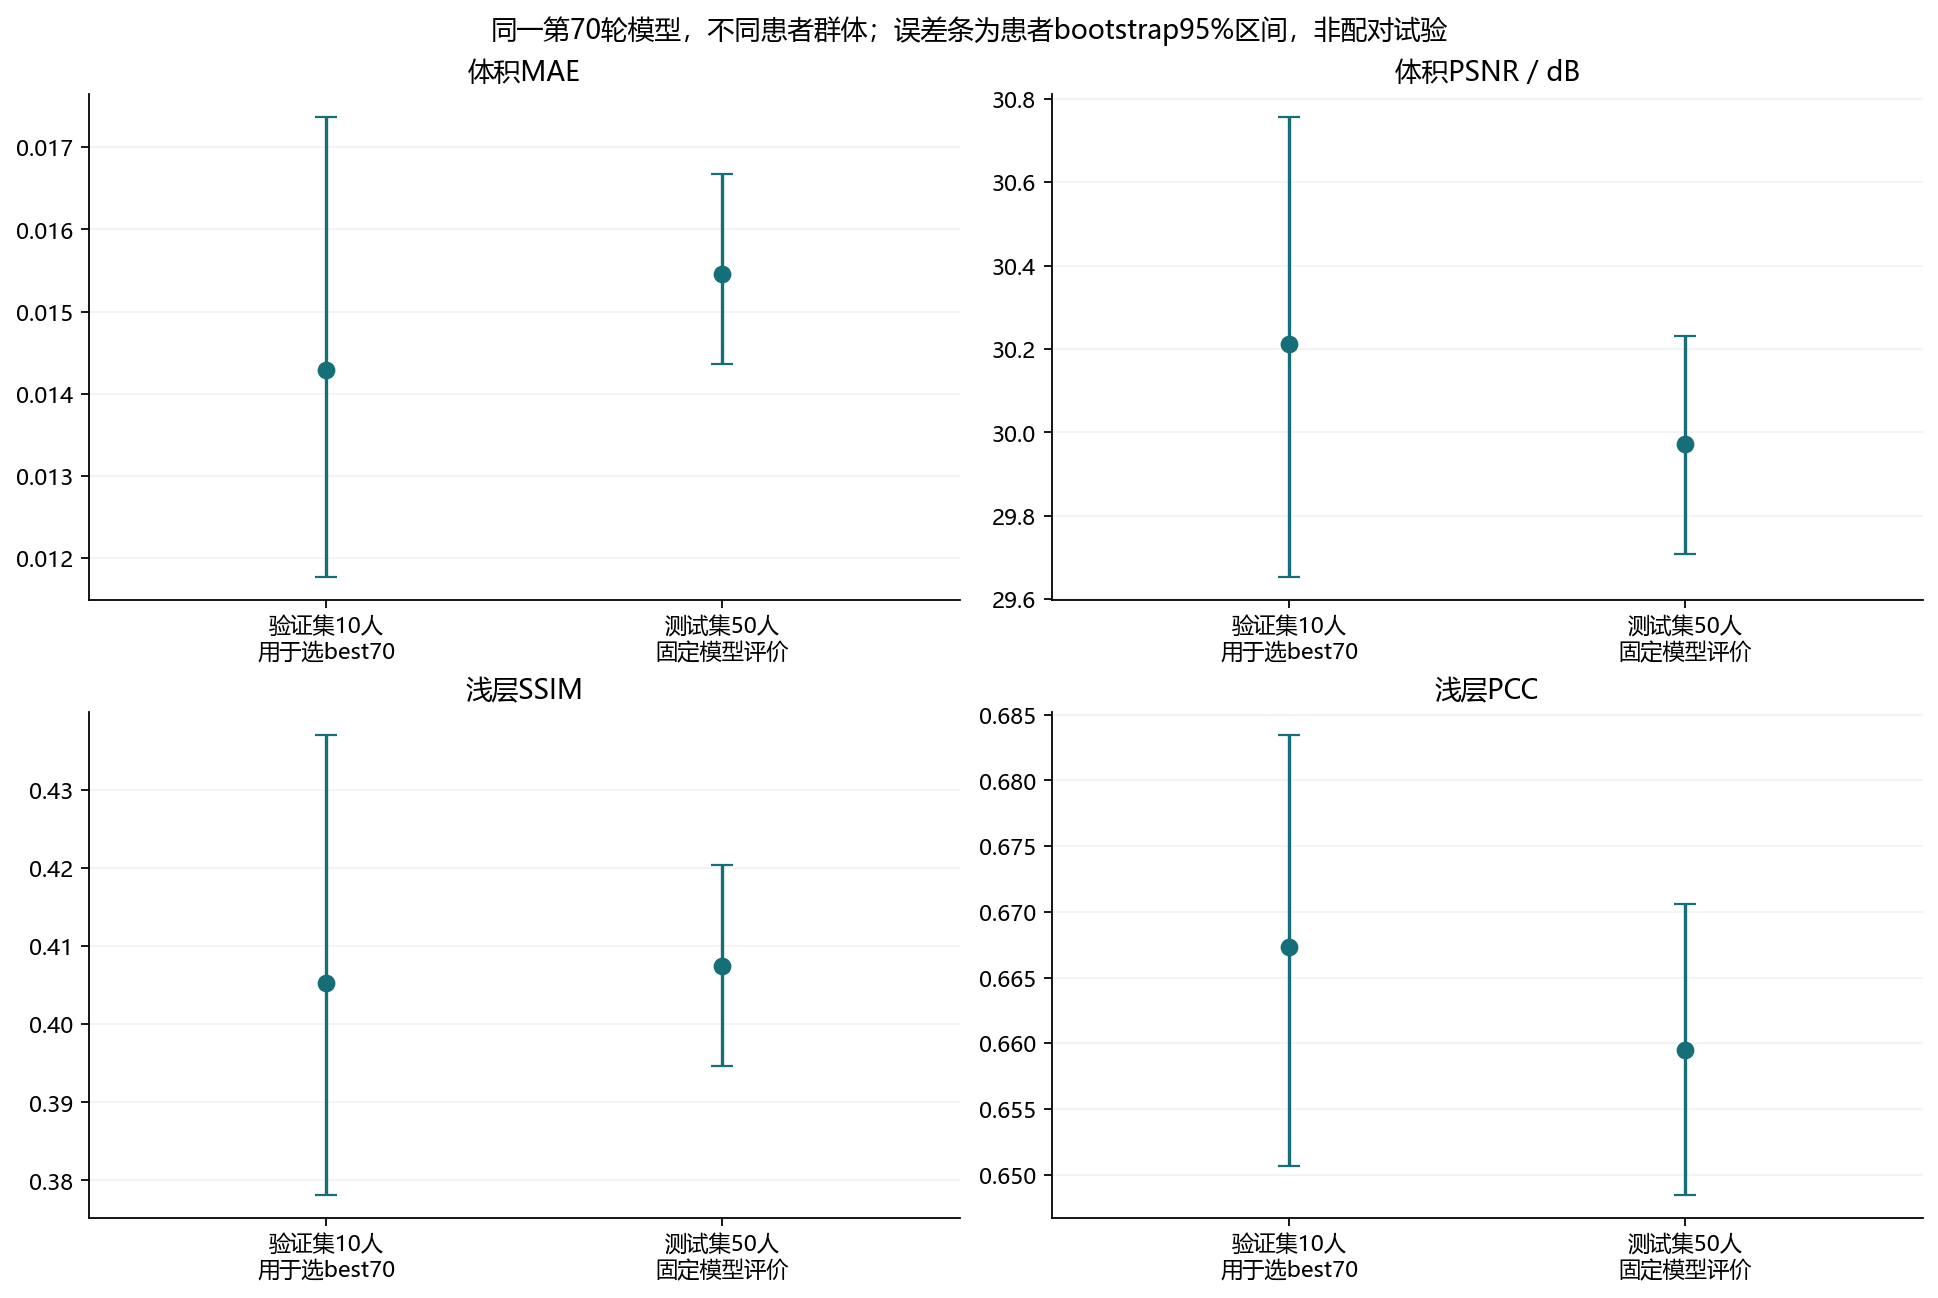 同一第70轮模型，不同患者群体；误差条为患者bootstrap95%区间，非配对试验
体积MAE
0.017
0.016
0.015
0.014
0.013
0.012
验证集10人
用于选best70
测试集50人
固定模型评价
体积PSNR / dB
30.8
30.6
30.4
30.2
30.0
29.8
29.6
验证集10人
用于选best70
测试集50人
固定模型评价
浅层SSIM
0.43
0.42
0.41
0.40
0.39
0.38
验证集10人
用于选best70
测试集50人
固定模型评价
浅层PCC
0.685
0.680
0.675
0.670
0.665
0.660
0.655
0.650
验证集10人
用于选best70
测试集50人
固定模型评价